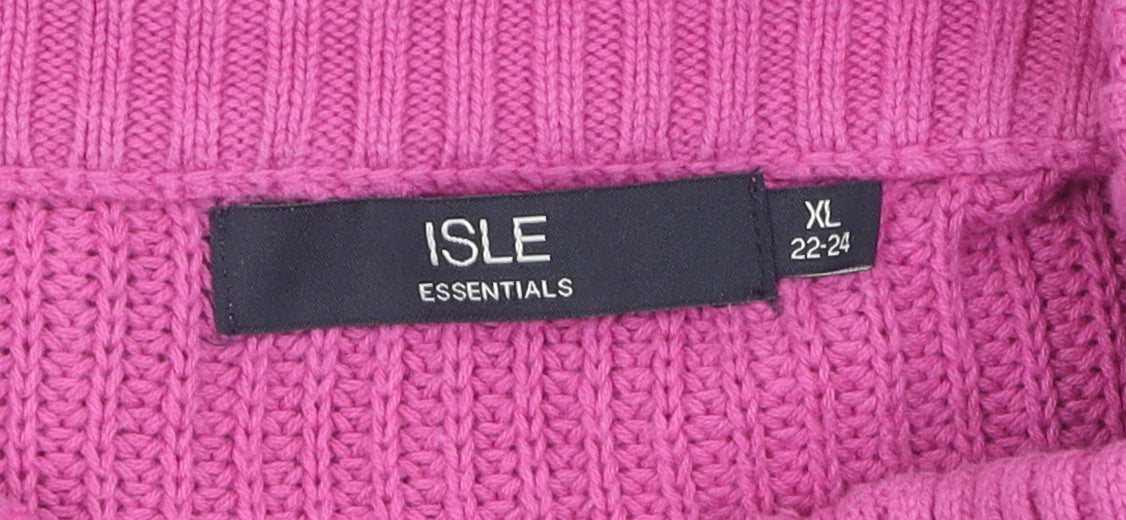 ISLE
ESSENTIALS
XL
22-24